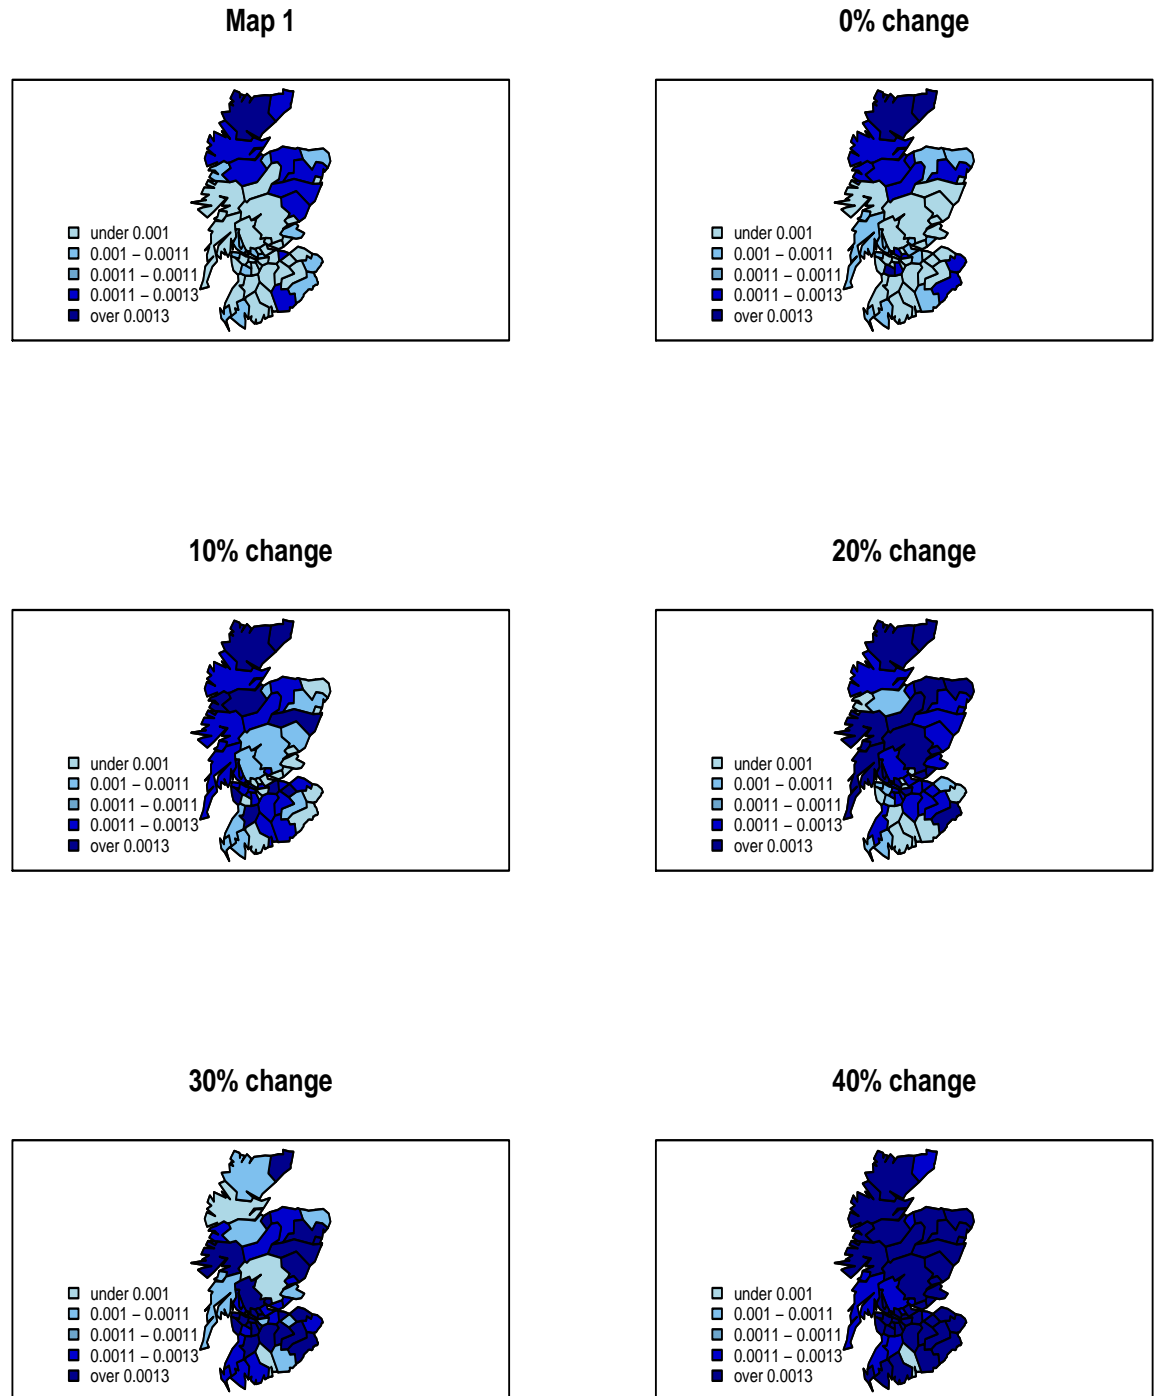 Map 1
under 0.001
0.001 – 0.0011
0.0011 – 0.0011
0.0011 – 0.0013
over 0.0013
0% change
under 0.001
0.001 – 0.0011
0.0011 – 0.0011
0.0011 – 0.0013
over 0.0013
10% change
under 0.001
0.001 – 0.0011
0.0011 – 0.0011
0.0011 – 0.0013
over 0.0013
20% change
under 0.001
0.001 – 0.0011
0.0011 – 0.0011
0.0011 – 0.0013
over 0.0013
30% change
under 0.001
0.001 – 0.0011
0.0011 – 0.0011
0.0011 – 0.0013
over 0.0013
40% change
under 0.001
0.001 – 0.0011
0.0011 – 0.0011
0.0011 – 0.0013
over 0.0013